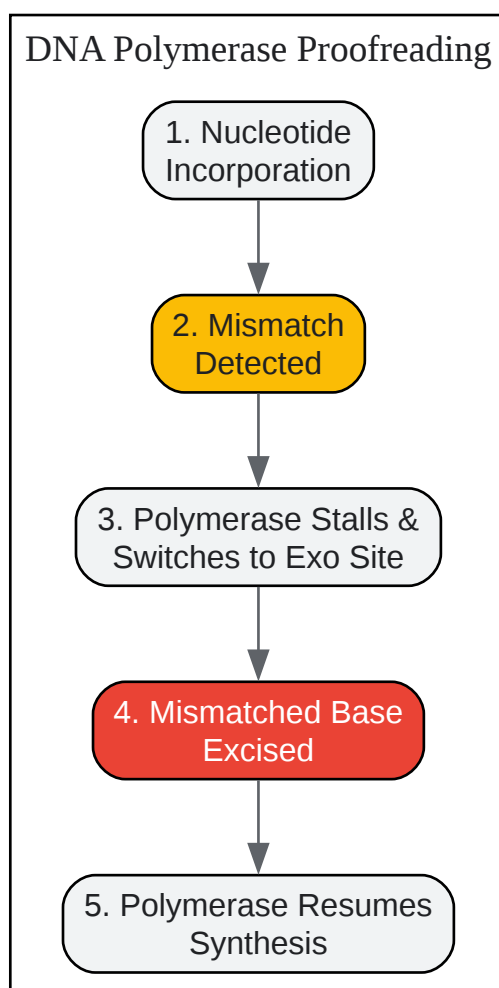 DNA Polymerase Proofreading
1. Nucleotide
Incorporation
2. Mismatch
Detected
3. Polymerase Stalls &
Switches to Exo Site
4. Mismatched Base
Excised
5. Polymerase Resumes
Synthesis